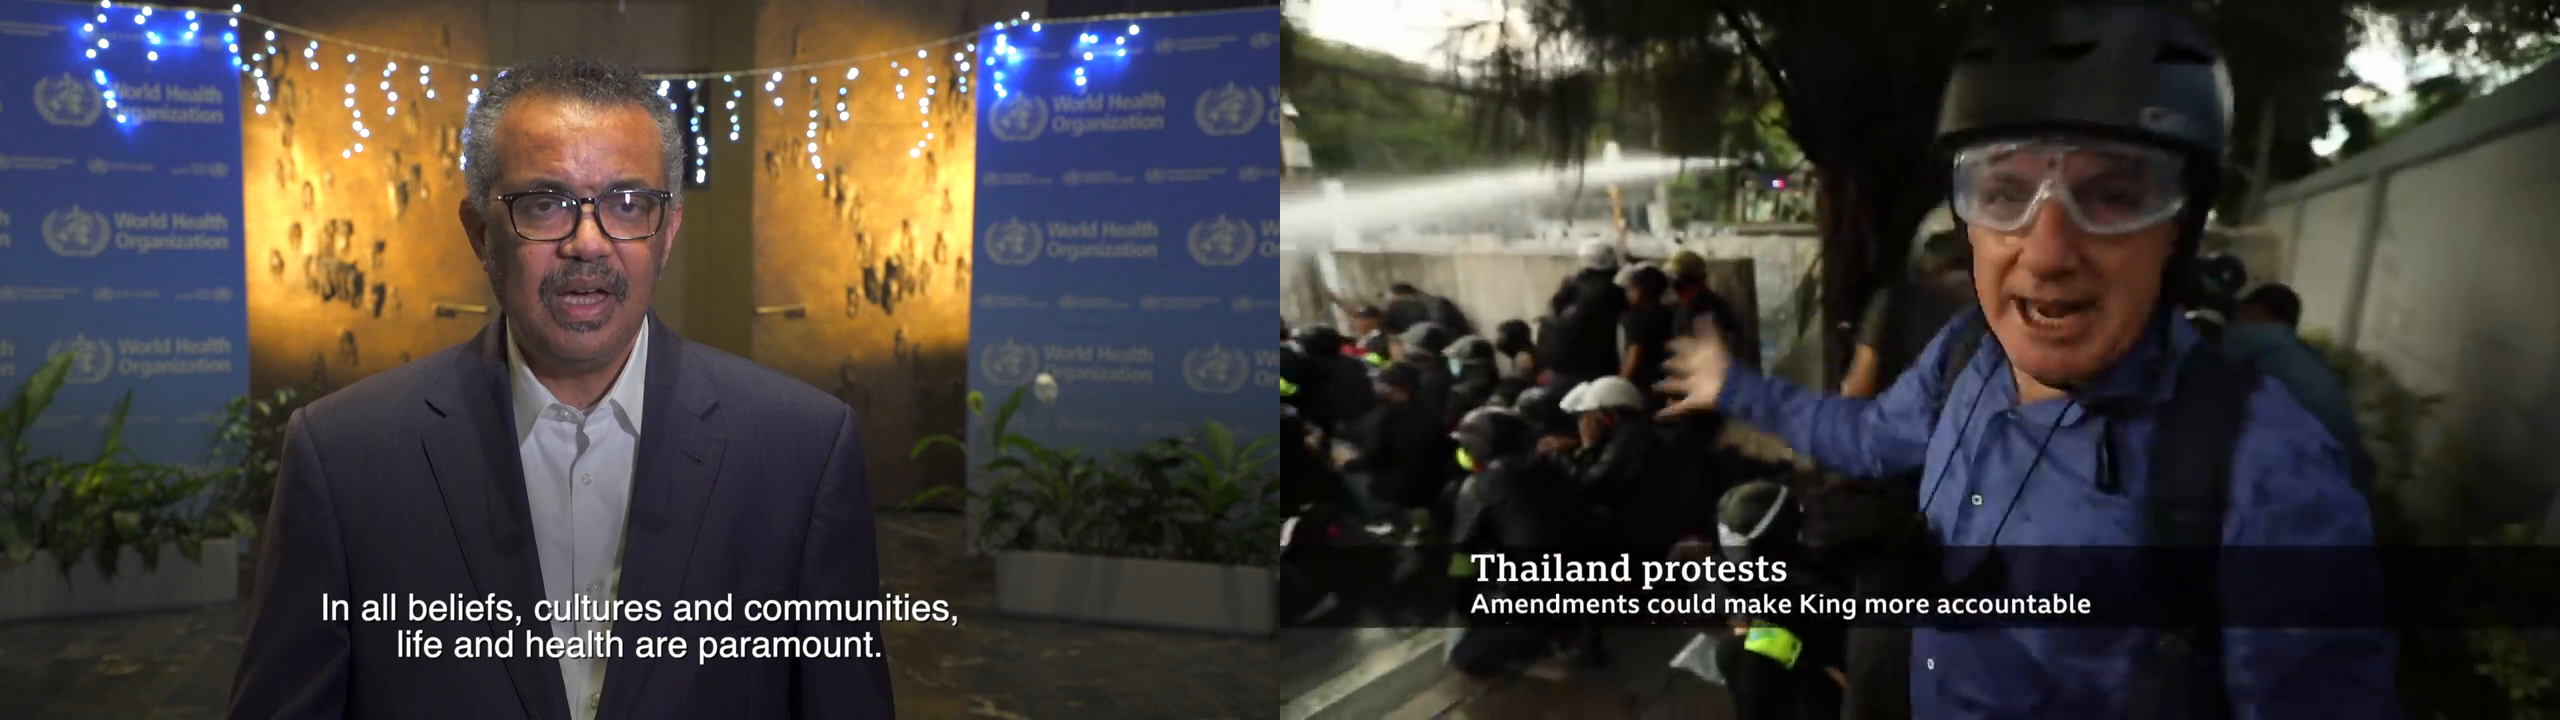 World Health
Organization
World Health
Organization
World Health
Organization
World Health
Organization
World Health
Organization
World Health
Organization
In all beliefs, cultures and communities,
life and health are paramount.
Thailand protests
Amendments could make King more accountable